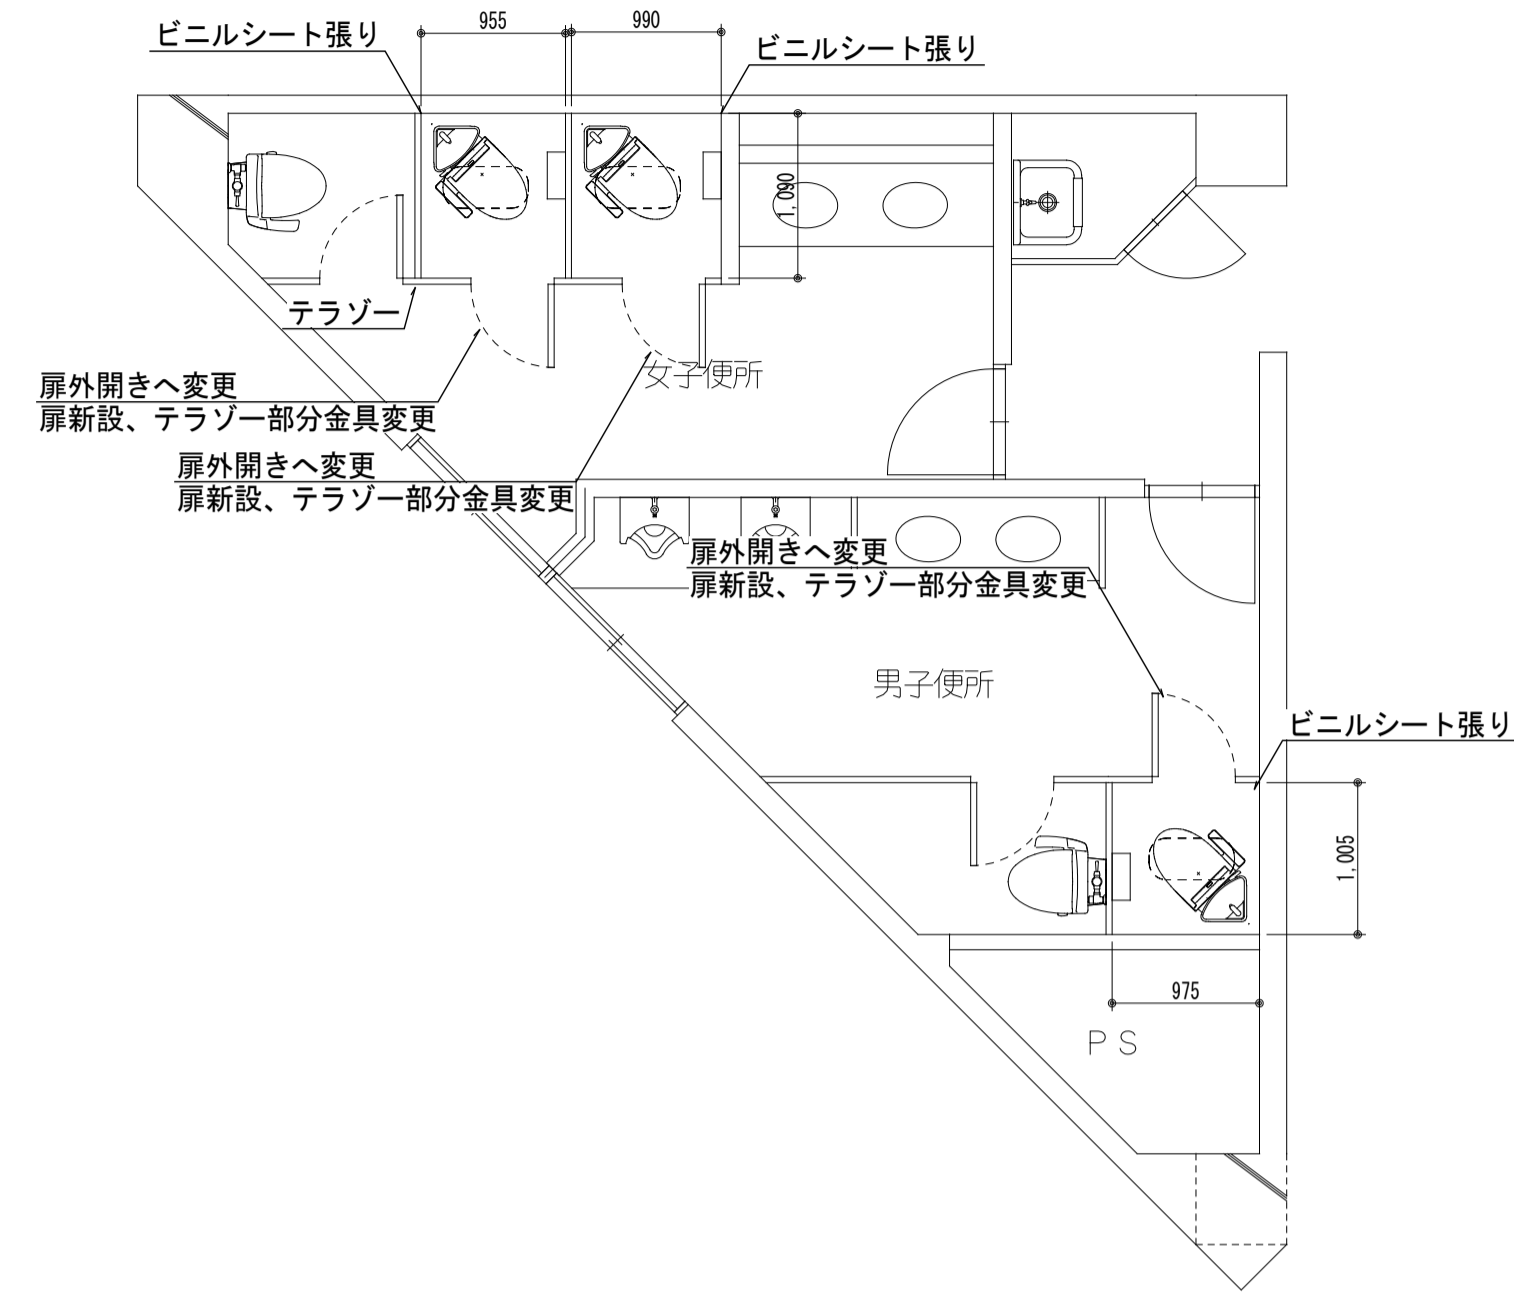 955
990
ビニルシート張り
ビニルシート張り
1,090
テラゾー
女子便所
扉外開きへ変更
扉新設、テラゾー部分金具変更
扉外開きへ変更
扉新設、テラゾー部分金具変更
扉外開きへ変更
扉新設、テラゾー部分金具変更
男子便所
ビニルシート張り
1,005
975
ＰＳ